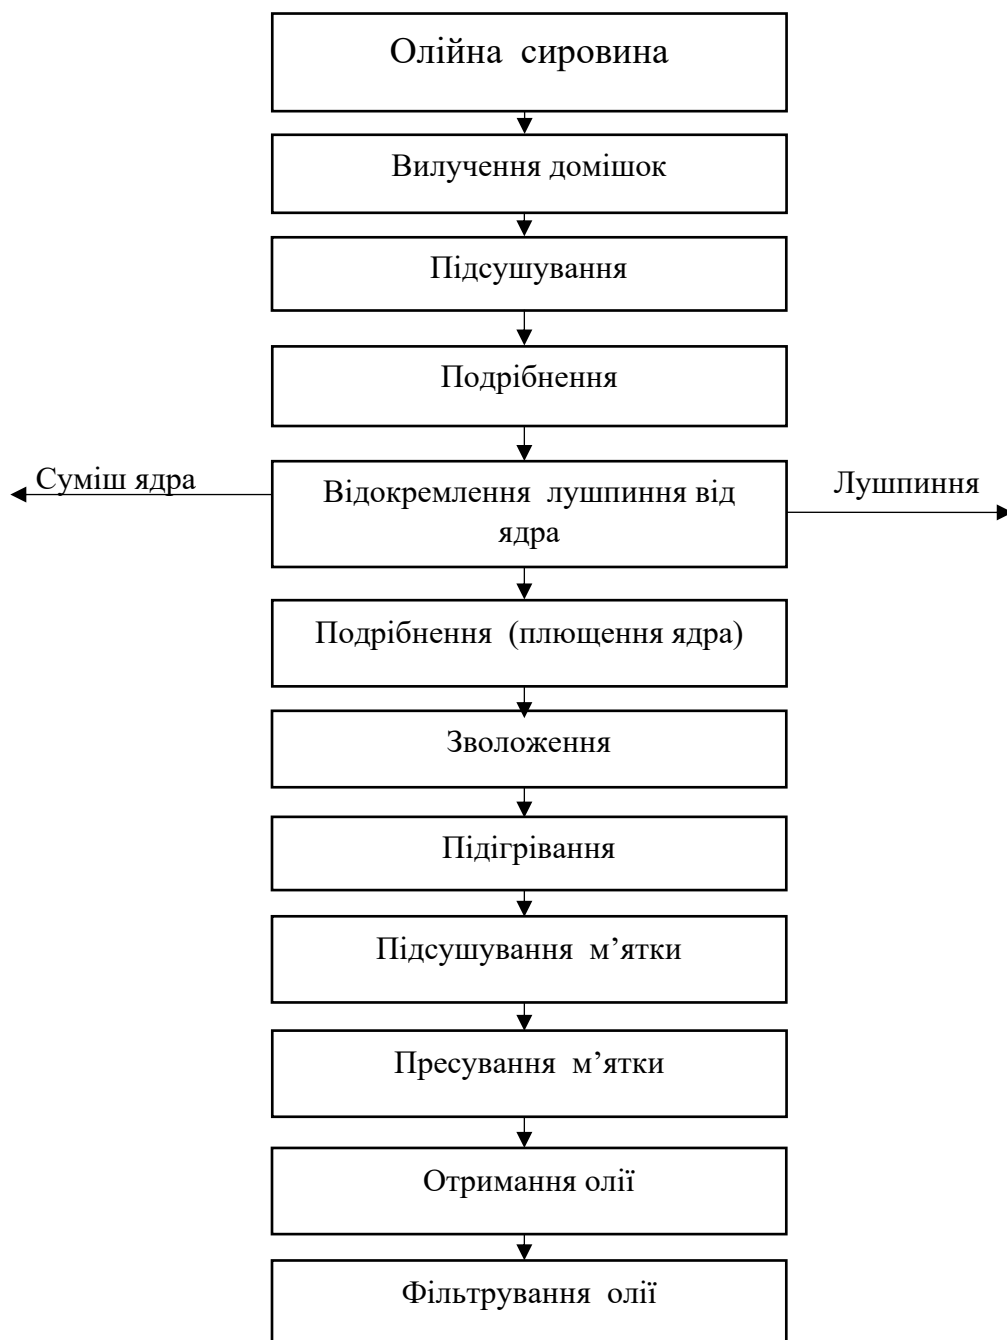 Олійна сировина
Вилучення домішок
Підсушування
Подрібнення
Суміш ядра
Відокремлення лушпиння від
ядра
Лушпиння
Подрібнення (плющення ядра)
Зволоження
Підігрівання
Підсушування м’ятки
Пресування м’ятки
Отримання олії
Фільтрування олії